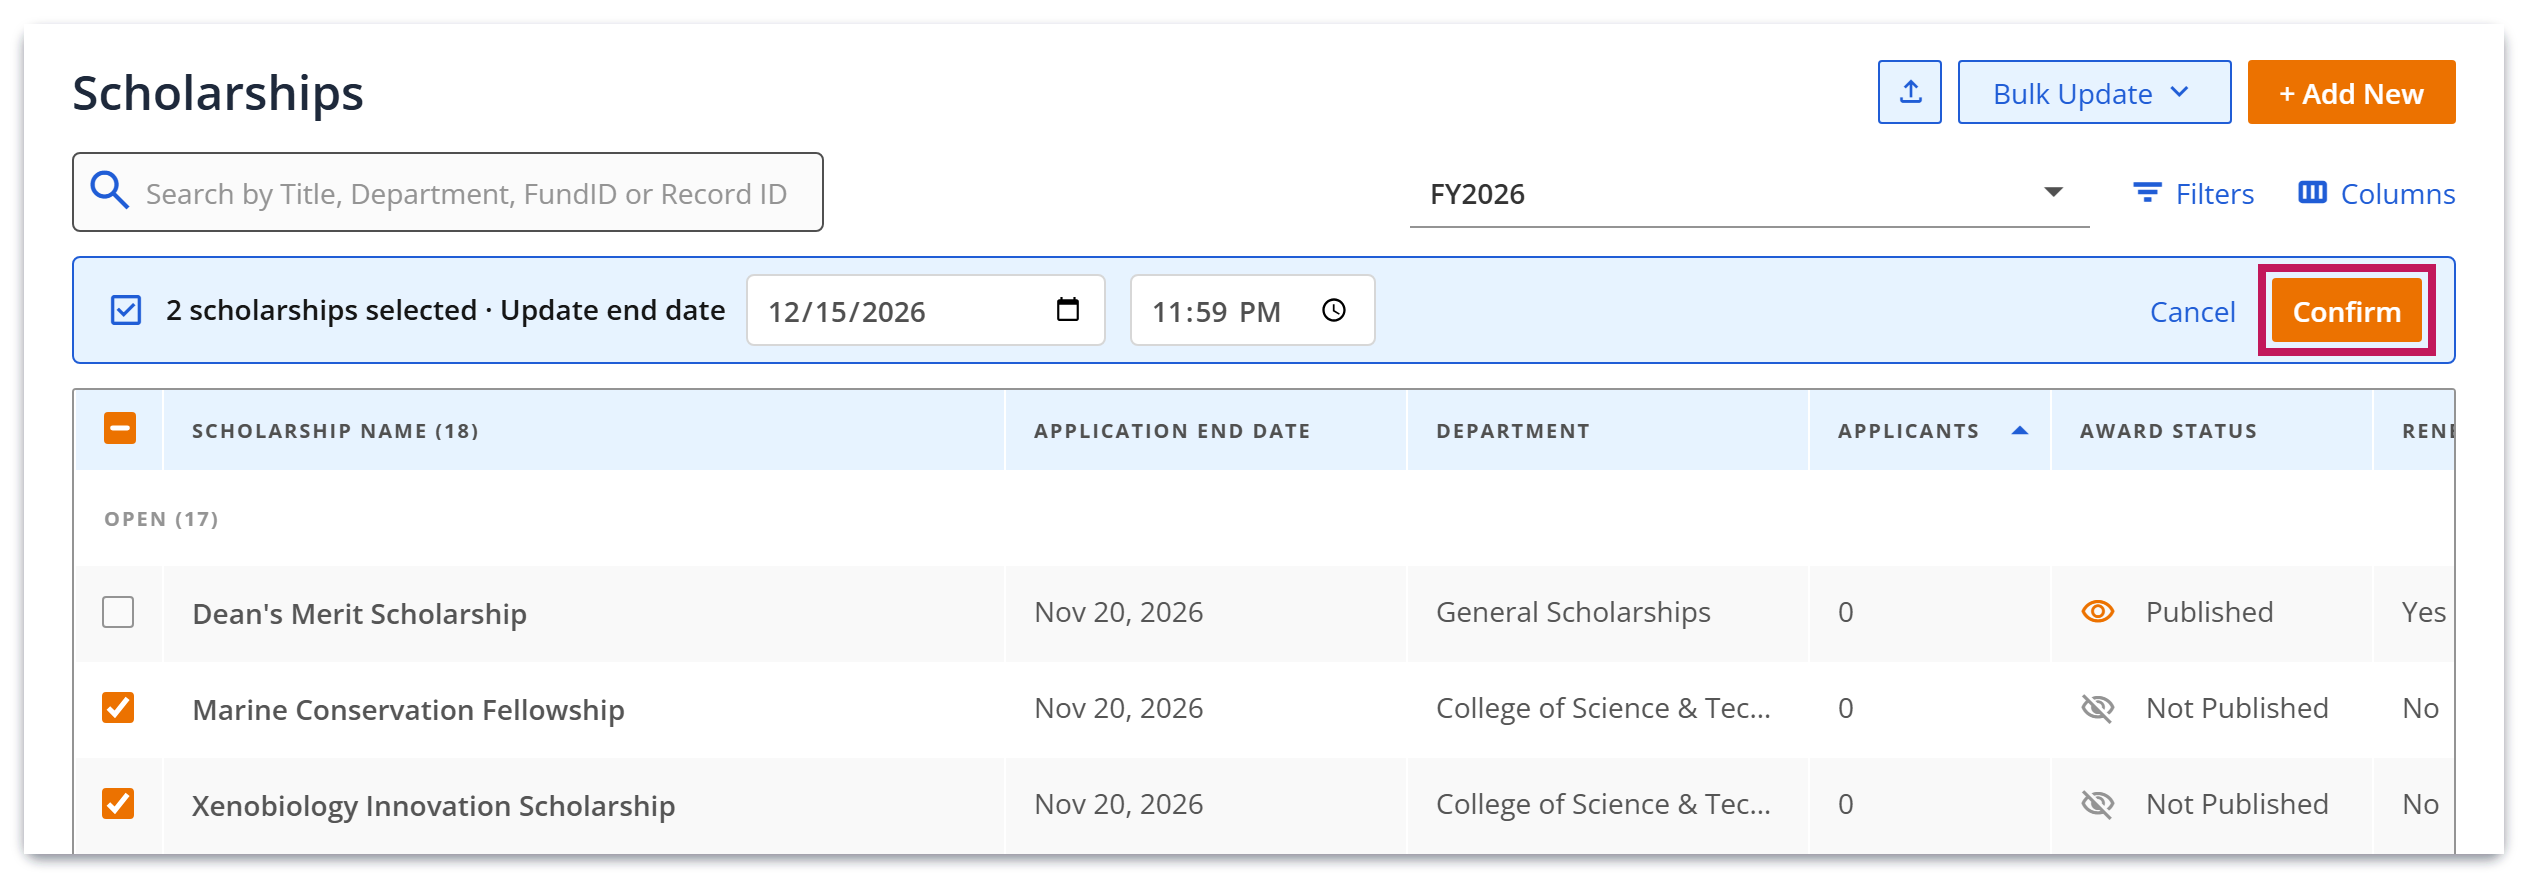 Scholarships
Bulk Update
+ Add New
Search by Title, Department, FundID or Record ID
FY2026
Filters
Columns
2 scholarships selected · Update end date
12/15/2026
11:59 PM
Cancel
Confirm
SCHOLARSHIP NAME (18) APPLICATION END DATE DEPARTMENT APPLICANTS AWARD STATUS
OPEN (17)
Dean's Merit Scholarship Nov 20, 2026 General Scholarships 0 Published Yes
Marine Conservation Fellowship Nov 20, 2026 College of Science & Tec... 0 Not Published No
Xenobiology Innovation Scholarship Nov 20, 2026 College of Science & Tec... 0 Not Published No